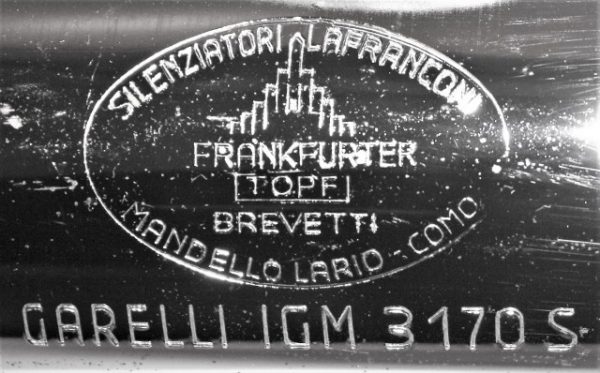 SILENZIATORI LAFRANCONI
FRANKFURTER
TOPF
BREVETTI
MANDELLO LARIO - COMO
GARELLI IGM 3170 S